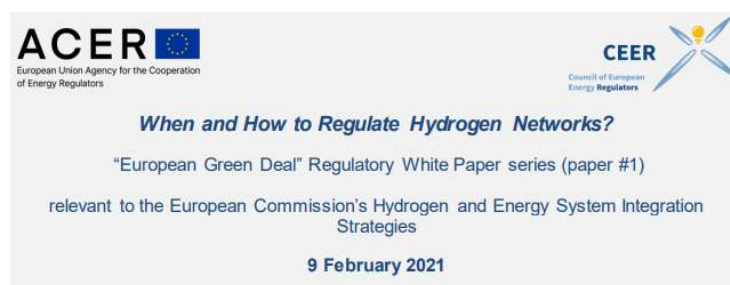 ACER
European Union Agency for the Cooperation
of Energy Regulators
CEER
Council of European
Energy Regulators
When and How to Regulate Hydrogen Networks?
“European Green Deal” Regulatory White Paper series (paper #1)
relevant to the European Commission’s Hydrogen and Energy System Integration
Strategies
9 February 2021